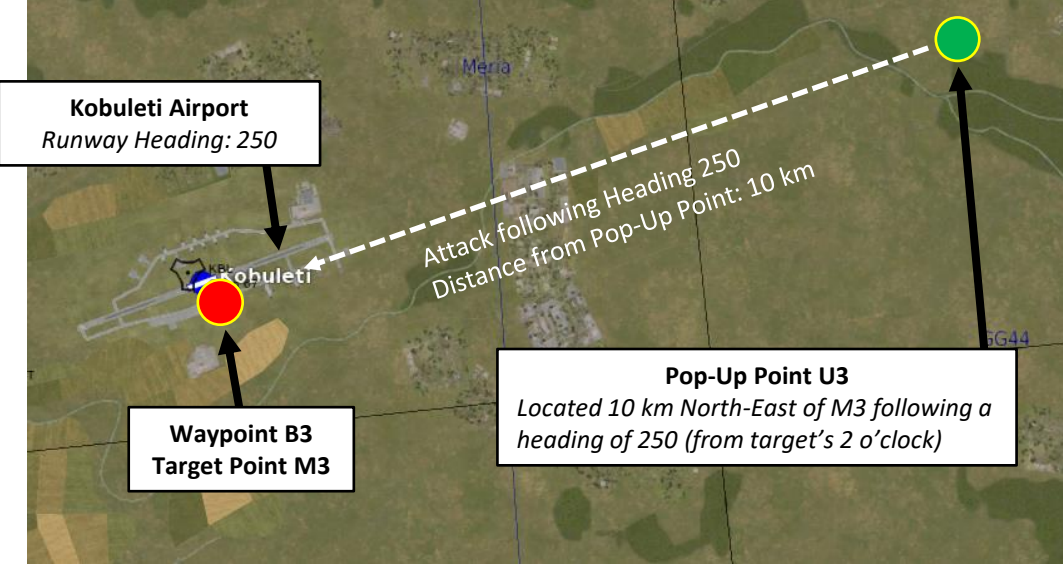 Meria
Kobuleti Airport
Runway Heading: 250
Attack following Heading 250
Distance from Pop-Up Point: 10 km
Kobuleti
GG44
Pop-Up Point U3
Located 10 km North-East of M3 following a
heading of 250 (from target's 2 o'clock)
Waypoint B3
Target Point M3